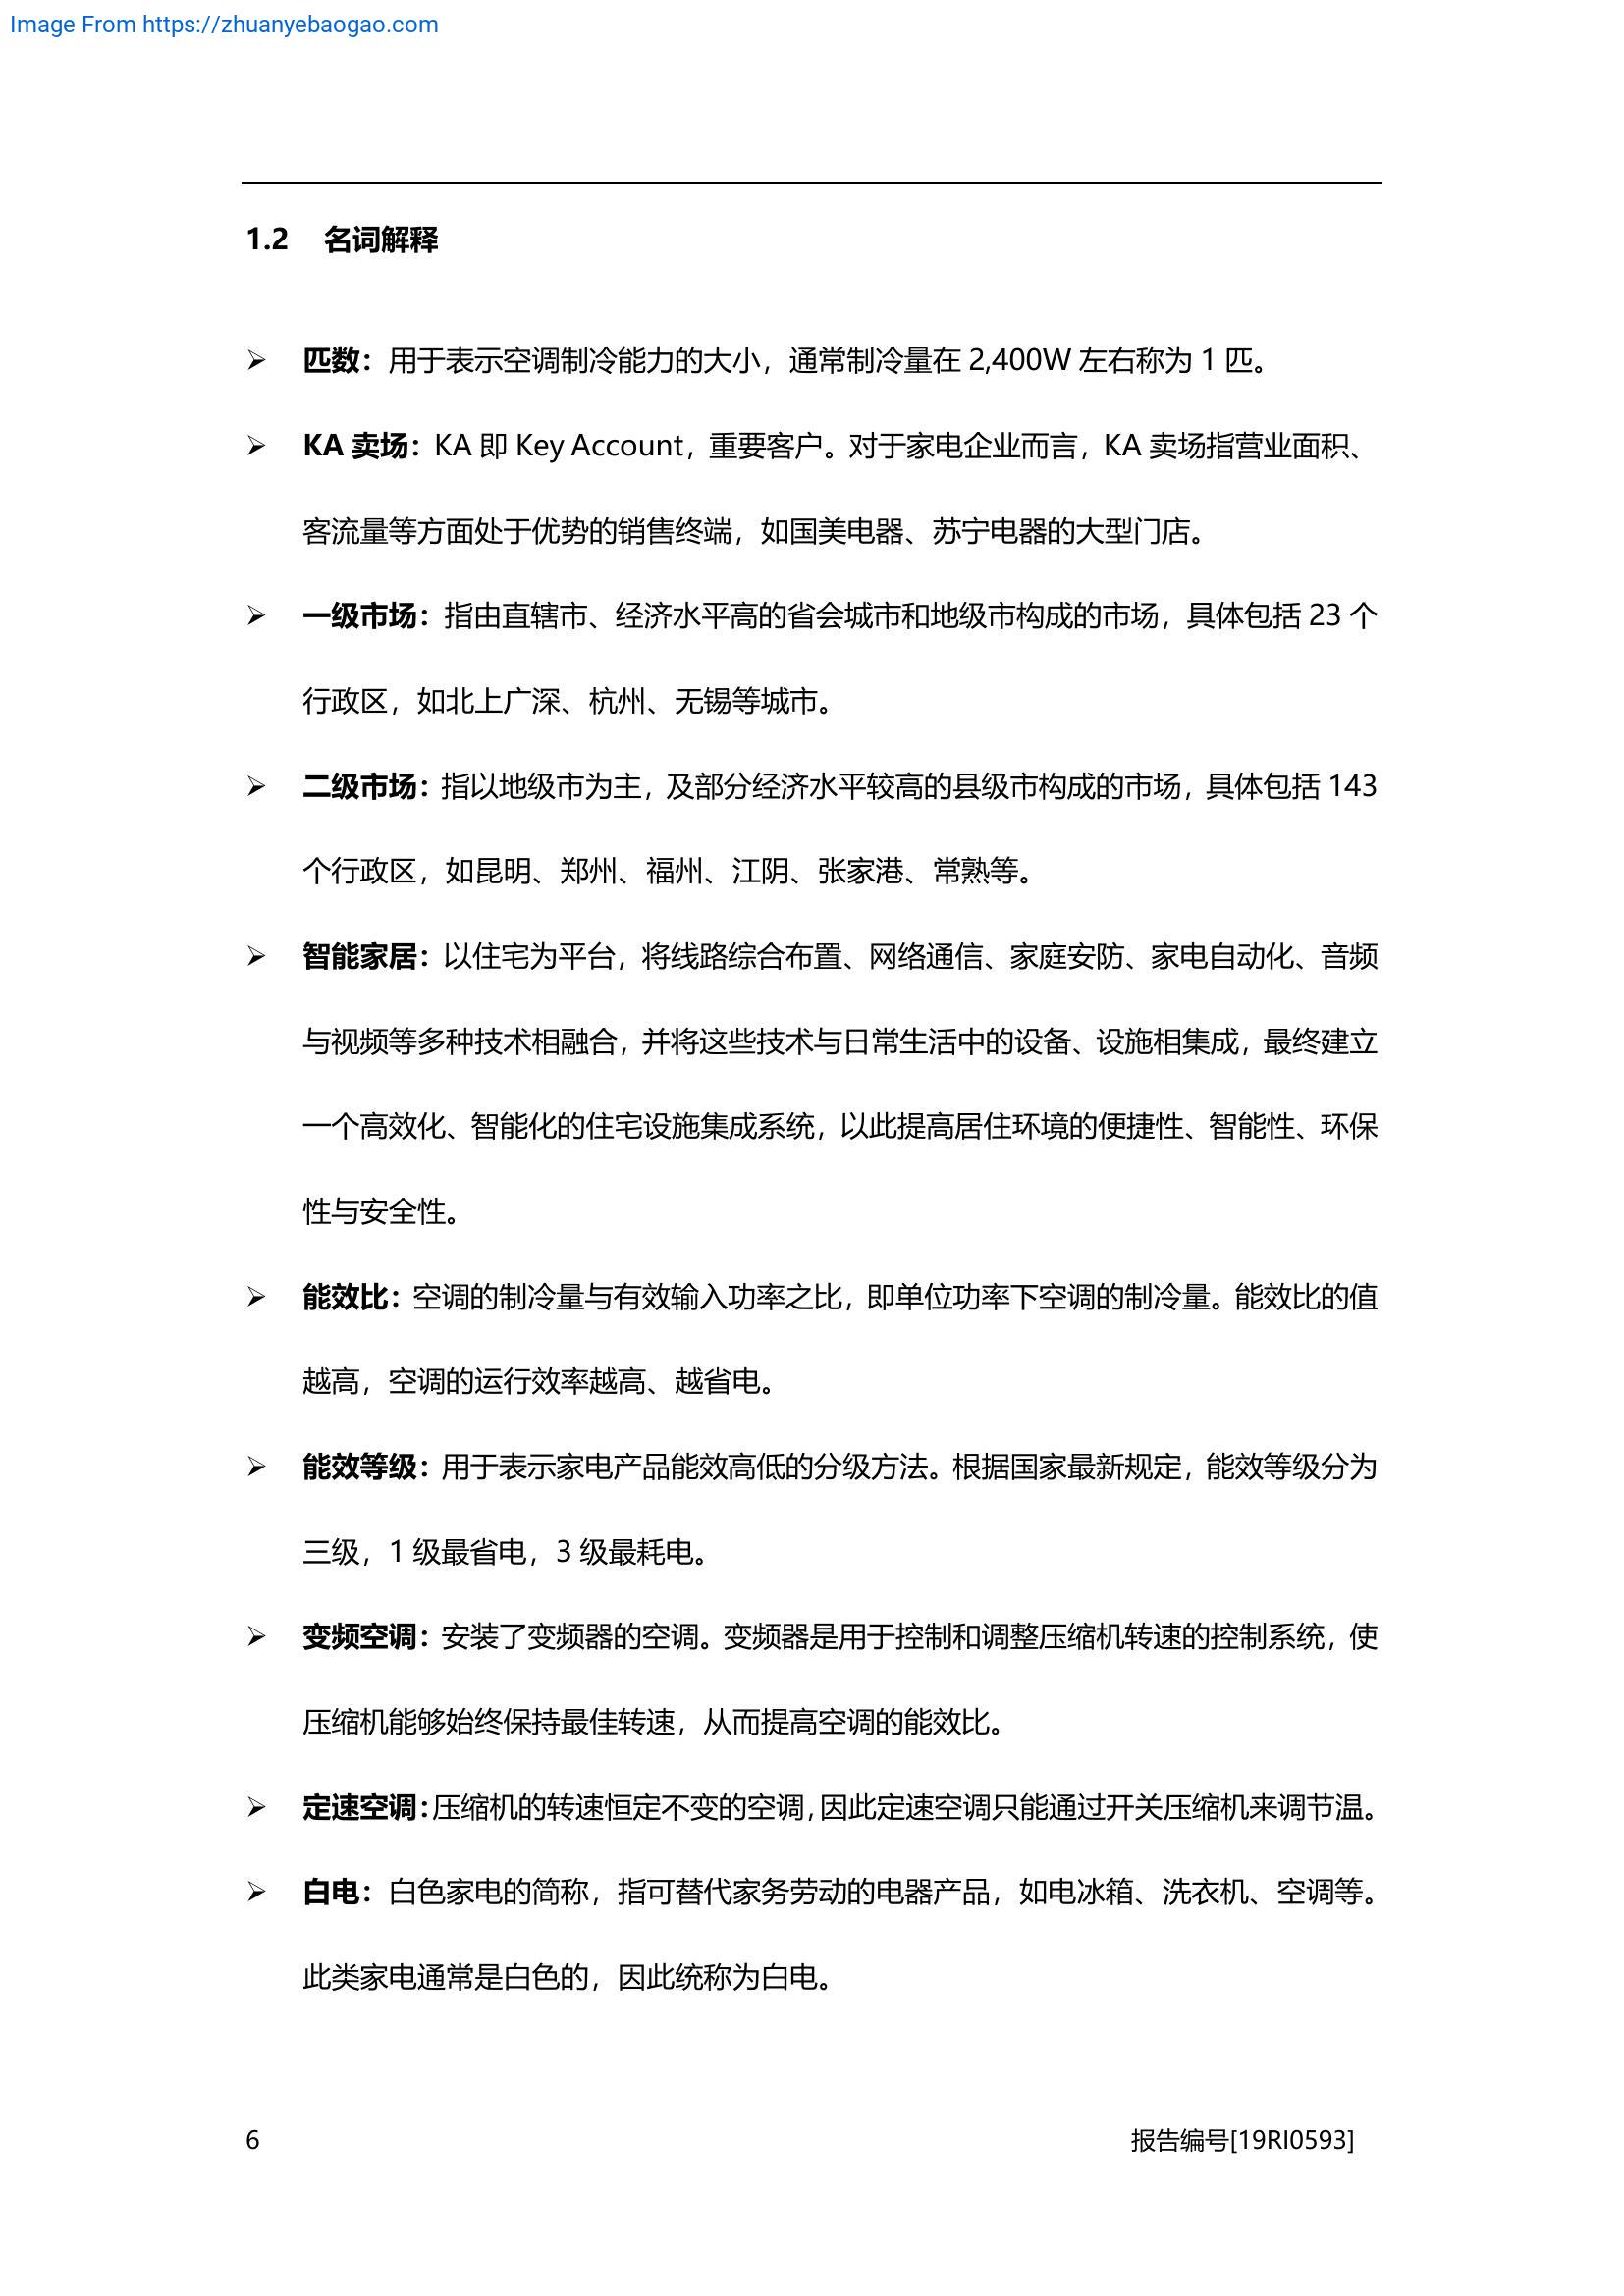 Image From https://zhuanyebaogao.com
1.2 名词解释
➢ 匹数：用于表示空调制冷能力的大小，通常制冷量在 2,400W 左右称为 1 匹。
➢ KA 卖场：KA 即 Key Account，重要客户。对于家电企业而言，KA 卖场指营业面积、
客流量等方面处于优势的销售终端，如国美电器、苏宁电器的大型门店。
➢ 一级市场：指由直辖市、经济水平高的省会城市和地级市构成的市场，具体包括 23 个
行政区，如北上广深、杭州、无锡等城市。
➢ 二级市场：指以地级市为主，及部分经济水平较高的县级市构成的市场，具体包括 143
个行政区，如昆明、郑州、福州、江阴、张家港、常熟等。
➢ 智能家居：以住宅为平台，将线路综合布置、网络通信、家庭安防、家电自动化、音频
与视频等多种技术相融合，并将这些技术与日常生活中的设备、设施相集成，最终建立
一个高效化、智能化的住宅设施集成系统，以此提高居住环境的便捷性、智能性、环保
性与安全性。
➢ 能效比：空调的制冷量与有效输入功率之比，即单位功率下空调的制冷量。能效比的值
越高，空调的运行效率越高、越省电。
➢ 能效等级：用于表示家电产品能效高低的分级方法。根据国家最新规定，能效等级分为
三级，1 级最省电，3 级最耗电。
➢ 变频空调：安装了变频器的空调。变频器是用于控制和调整压缩机转速的控制系统，使
压缩机能够始终保持最佳转速，从而提高空调的能效比。
➢ 定速空调：压缩机的转速恒定不变的空调，因此定速空调只能通过开关压缩机来调节温。
➢ 白电：白色家电的简称，指可替代家务劳动的电器产品，如电冰箱、洗衣机、空调等。
此类家电通常是白色的，因此统称为白电。
6 报告编号[19RI0593]